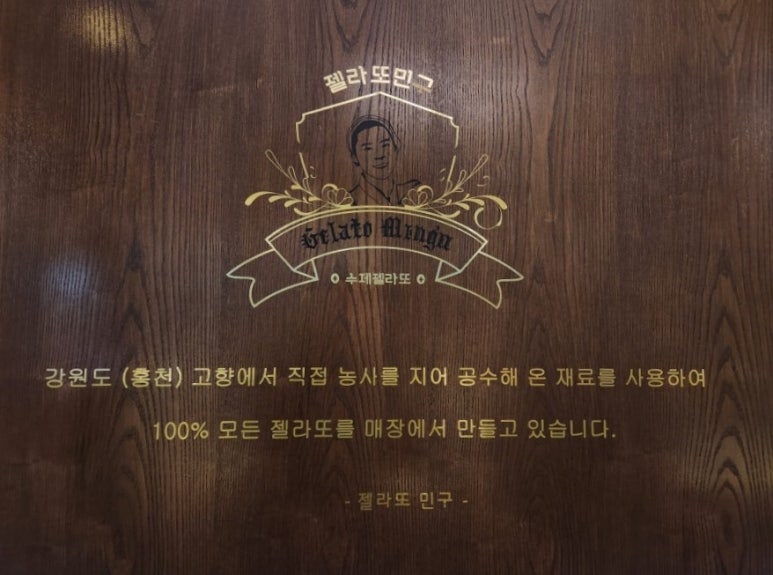 젤라또민구
Gelato Mingu
수제젤라또
강원도 (홍천) 고향에서 직접 농사를 지어 공수해 온 재료를 사용하여
100% 모든 젤라또를 매장에서 만들고 있습니다.
- 젤라또 민구 -